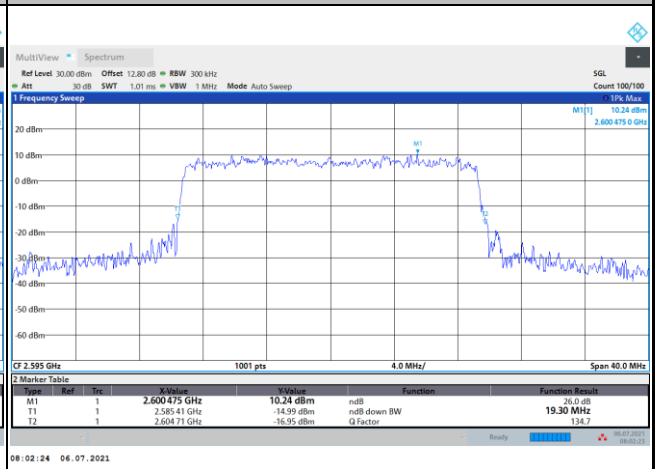 MultiView Spectrum
Ref Level 30.00 dBm Offset 12.80 dB RBW 300 kHz SGL
Att 30 dB SWT 1.01 ms VBW 1 MHz Mode Auto Sweep Count 100/100
1 Frequency Sweep 1Pk Max
M1[1] 10.24 dBm
2.600 475 0 GHz
M1
20 dBm
10 dBm
0 dBm
-10 dBm
T1
T2
-20 dBm
-30 dBm
-40 dBm
-50 dBm
-60 dBm
CF 2.595 GHz 1001 pts 4.0 MHz/ Span 40.0 MHz
2 Marker Table
Type Ref Trc X-Value Y-Value Function Function Result
M1 1 2.600 475 GHz 10.24 dBm ndB 26.0 dB
T1 1 2.585 41 GHz -14.99 dBm ndB down BW 19.30 MHz
T2 1 2.604 71 GHz -16.95 dBm Q Factor 134.7
Ready 06.07.2021
08:02:23
08:02:24 06.07.2021